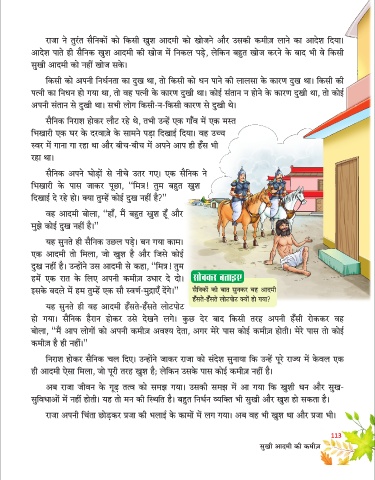 राजा ने तुरंत सैनिकों को किसी खुश आदमी को खोजने और उसकी कमीज़ लाने का आदेश दिया।
आदेश पाते ही सैनिक खुश आदमी की खोज में निकल पड़े, लेकिन बहुत खोज करने के बाद भी वे किसी
सुखी आदमी को नहीं खोज सके।
किसी को अपनी निर्धनता का दुख था, तो किसी को धन पाने की लालसा के कारण दुख था। किसी की
पत्नी का निधन हो गया था, तो वह पत्नी के कारण दुखी था। कोई संतान न होने के कारण दुखी था, तो कोई
अपनी संतान से दुखी था। सभी लोग किसी-न-किसी कारण से दुखी थे।
सैनिक निराश होकर लौट रहे थे, तभी उन्हें एक गाँव में एक मस्त
भिखारी एक घर के दरवाज़े के सामने पड़ा दिखाई दिया। वह उच्च
स्वर में गाना गा रहा था और बीच-बीच में अपने आप ही हँस भी
रहा था।
सैनिक अपने घोड़ों से नीचे उतर गए। एक सैनिक ने
भिखारी के पास जाकर पूछा, "मित्र! तुम बहुत खुश
दिखाई दे रहे हो। क्या तुम्हें कोई दुख नहीं है?"
वह आदमी बोला, "हाँ, मैं बहुत खुश हूँ और
मुझे कोई दुख नहीं है।"
यह सुनते ही सैनिक उछल पड़े। बन गया काम।
एक आदमी तो मिला, जो खुश है और जिसे कोई
दुख नहीं है। उन्होंने उस आदमी से कहा, "मित्र! तुम
हमें एक रात के लिए अपनी कमीज़ उधार दे दो।
इसके बदले में हम तुम्हें एक सौ स्वर्ण-मुद्राएँ देंगे।"
सोचकर बताइए
सैनिकों की बात सुनकर वह आदमी
हँसते-हँसते लोटपोट क्यों हो गया?
यह सुनते ही वह आदमी हँसते-हँसते लोटपोट
हो गया। सैनिक हैरान होकर उसे देखने लगे। कुछ देर बाद किसी तरह अपनी हँसी रोककर वह
बोला, "मैं आप लोगों को अपनी कमीज़ अवश्य देता, अगर मेरे पास कोई कमीज़ होती। मेरे पास तो कोई
कमीज़ है ही नहीं।"
निराश होकर सैनिक चल दिए। उन्होंने जाकर राजा को संदेश सुनाया कि उन्हें पूरे राज्य में केवल एक
ही आदमी ऐसा मिला, जो पूरी तरह खुश है; लेकिन उसके पास कोई कमीज़ नहीं है।
अब राजा जीवन के गूढ़ तत्व को समझ गया। उसकी समझ में आ गया कि खुशी धन और सुख-
सुविधाओं में नहीं होती। यह तो मन की स्थिति है। बहुत निर्धन व्यक्ति भी सुखी और खुश हो सकता है।
राजा अपनी चिंता छोड़कर प्रजा की भलाई के कामों में लग गया। अब वह भी खुश था और प्रजा भी।
113
सुखी आदमी की कमीज़